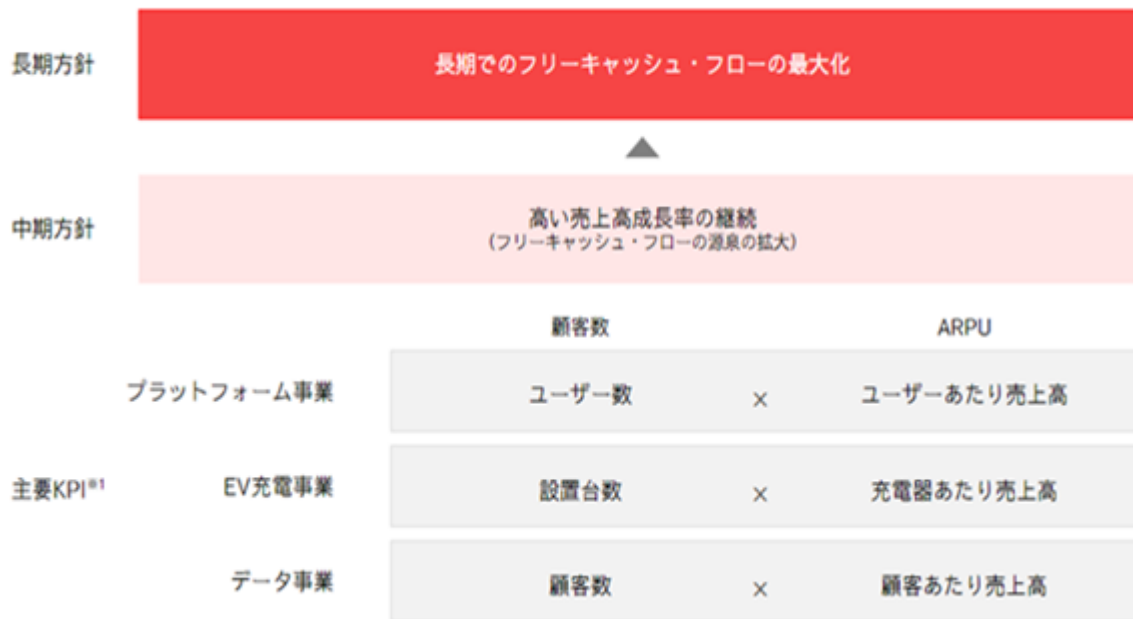 長期方針
長期でのフリーキャッシュ・フローの最大化
中期方針
高い売上高成長率の継続
(フリーキャッシュ・フローの源泉の拡大)
顧客数
ARPU
プラットフォーム事業
ユーザー数
×
ユーザーあたり売上高
主要KPI※1
EV充電事業
設置台数
×
充電器あたり売上高
データ事業
顧客数
×
顧客あたり売上高